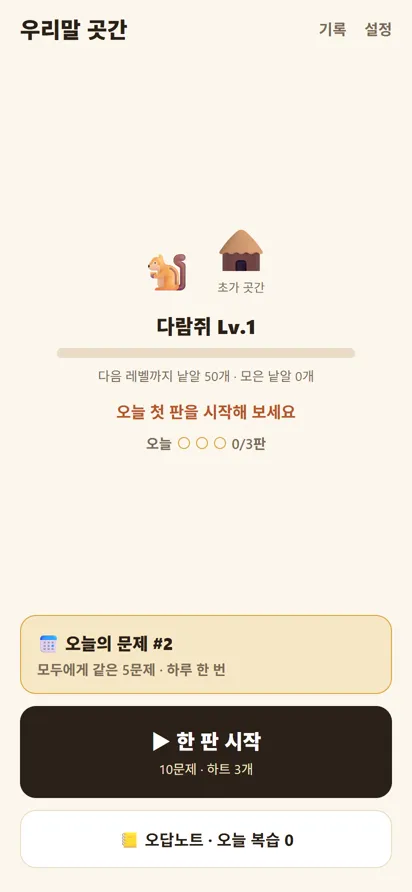 우리말 곳간
기록 설정
초가 곳간
다람쥐 Lv.1
다음 레벨까지 낱알 50개 · 모은 낱알 0개
오늘 첫 판을 시작해 보세요
오늘 ○ ○ ○ 0/3판
오늘의 문제 #2
모두에게 같은 5문제 · 하루 한 번
▶ 한 판 시작
10문제 · 하트 3개
오답노트 · 오늘 복습 0